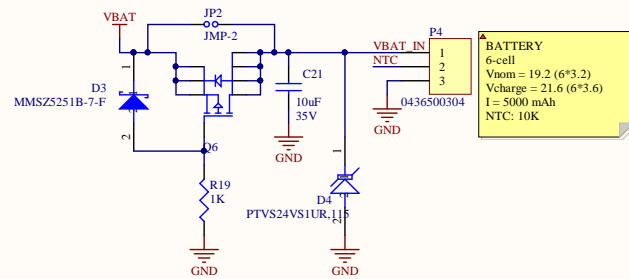 VBAT
JP2
JMP-2
P4
VBAT_IN
NTC
1
2
3
0436500304
GND
BATTERY
6-cell
Vnom = 19.2 (6*3.2)
Vcharge = 21.6 (6*3.6)
I = 5000 mAh
NTC: 10K
1
D3
MMSZ5251B-7-F
2
C21
10uF
35V
GND
Q6
R19
1K
GND
1
D4
PTVS24VS1UR,115
2
GND